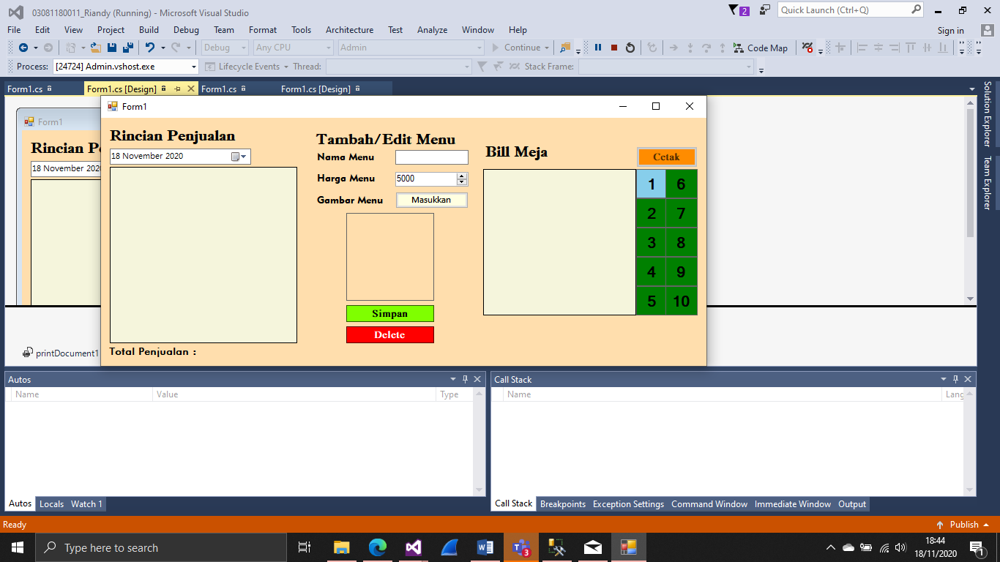 03081180011_Riandy (Running) - Microsoft Visual Studio
2
Quick Launch (Ctrl+Q)
File Edit View Project Build Debug Team Format Tools Architecture Test Analyze Window Help
Sign in
Debug Any CPU Admin Continue Code Map
Process: [24724] Admin.vshost.exe Lifecycle Events Thread: Stack Frame:
Form1.cs Form1.cs [Design] Form1.cs Form1.cs [Design]
Solution Explorer
Team Explorer
Form1
Rincian P
18 November 2020
printDocument1
Form1
Rincian Penjualan
18 November 2020
Total Penjualan :
Tambah/Edit Menu
Nama Menu
Harga Menu 5000
Gambar Menu Masukkan
Simpan
Delete
Bill Meja
Cetak
1 6
2 7
3 8
4 9
5 10
Autos
Name Value Type
Autos Locals Watch 1
Call Stack
Name Lang
Call Stack Breakpoints Exception Settings Command Window Immediate Window Output
Ready
Publish
Type here to search
3
18:44
18/11/2020
1